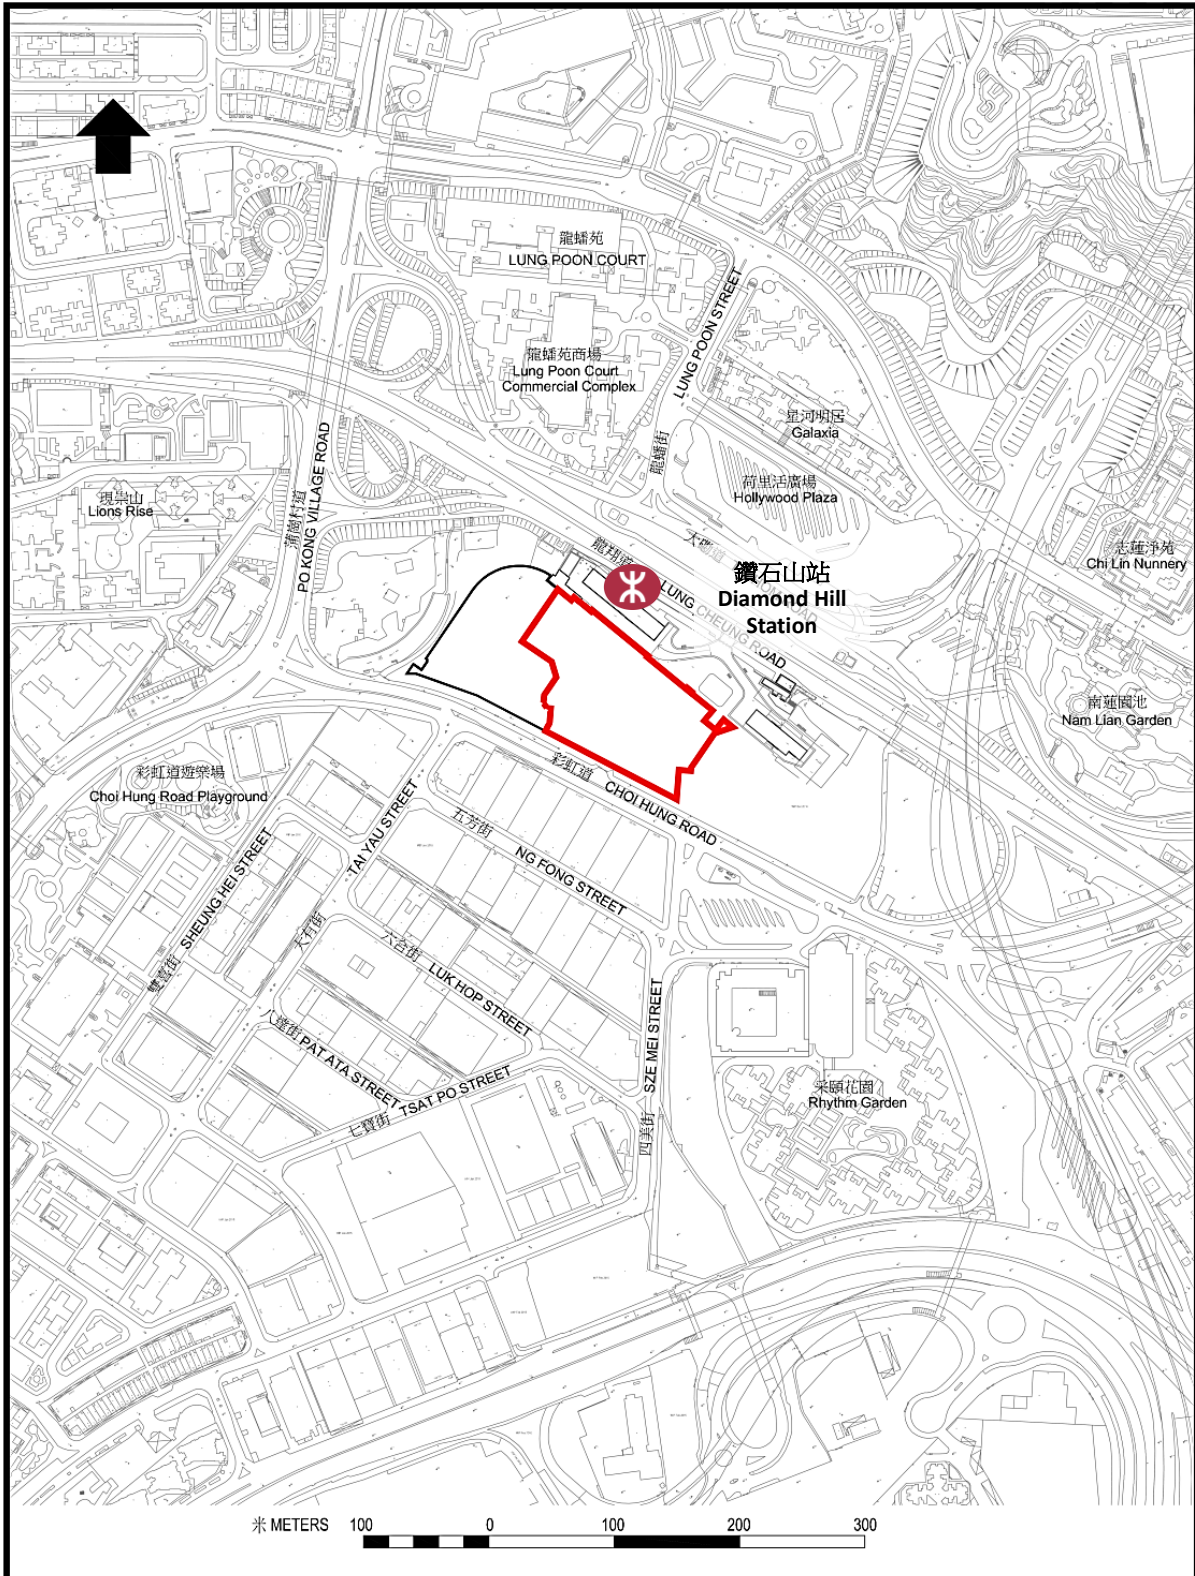 龍蟠苑
LUNG POON COURT
LUNG POON STREET
龍蟠街
龍蟠苑商場
Lung Poon Court
Commercial Complex
星河明居
Galaxia
荷里活廣場
Hollywood Plaza
現崇山
Lions Rise
蒲崗村道
PO KONG VILLAGE ROAD
志蓮淨苑
Chi Lin Nunnery
龍翔道
LUNG CHEUNG ROAD
大磡道
鑽石山站
Diamond Hill
Station
南蓮園池
Nam Lian Garden
彩虹道遊樂場
Choi Hung Road Playground
彩虹道
CHOI HUNG ROAD
TAI YAU STREET
大有街
五芳街
NG FONG STREET
SHEUNG HEI STREET
雙喜街
六合街
LUK HOP STREET
八達街
PAT ATA STREET
七寶街
TSAT PO STREET
SZE MEI STREET
四美街
采頤花園
Rhythm Garden
米 METERS
100 0 100 200 300